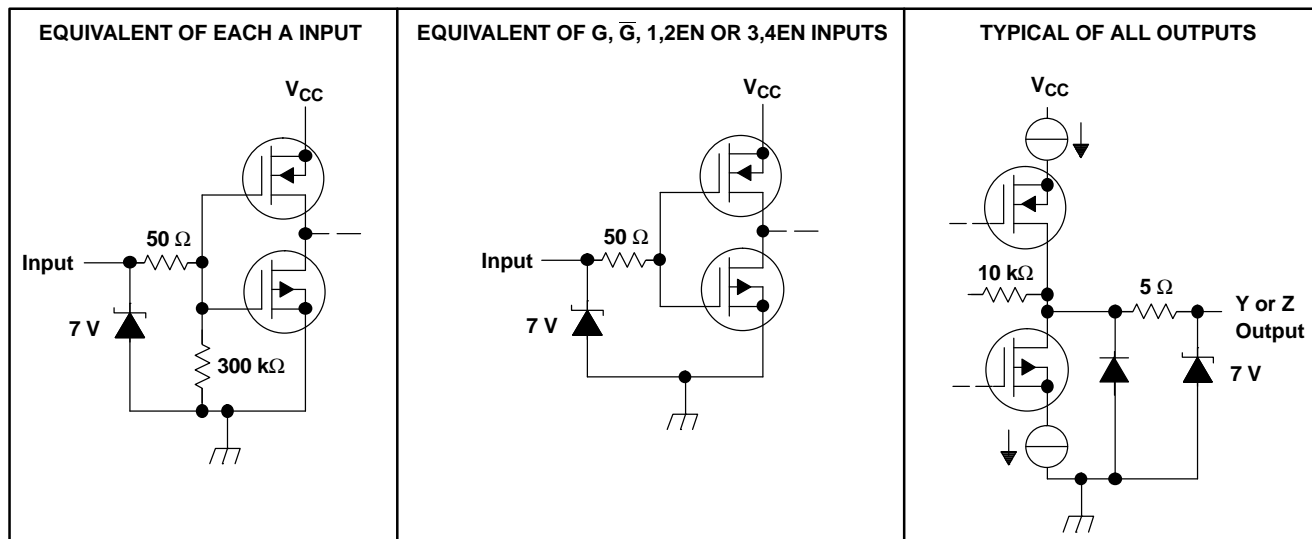 EQUIVALENT OF EACH A INPUT
VCC
50 Ω
Input
7 V
300 kΩ
EQUIVALENT OF G, G̅, 1,2EN OR 3,4EN INPUTS
VCC
50 Ω
Input
7 V
TYPICAL OF ALL OUTPUTS
VCC
10 kΩ
5 Ω
Y or Z
Output
7 V